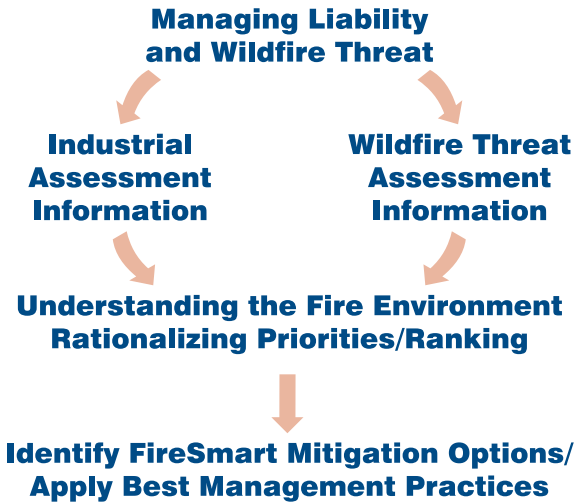 Managing Liability
and Wildfire Threat
Industrial
Assessment
Information
Wildfire Threat
Assessment
Information
Understanding the Fire Environment
Rationalizing Priorities/Ranking
Identify FireSmart Mitigation Options/
Apply Best Management Practices